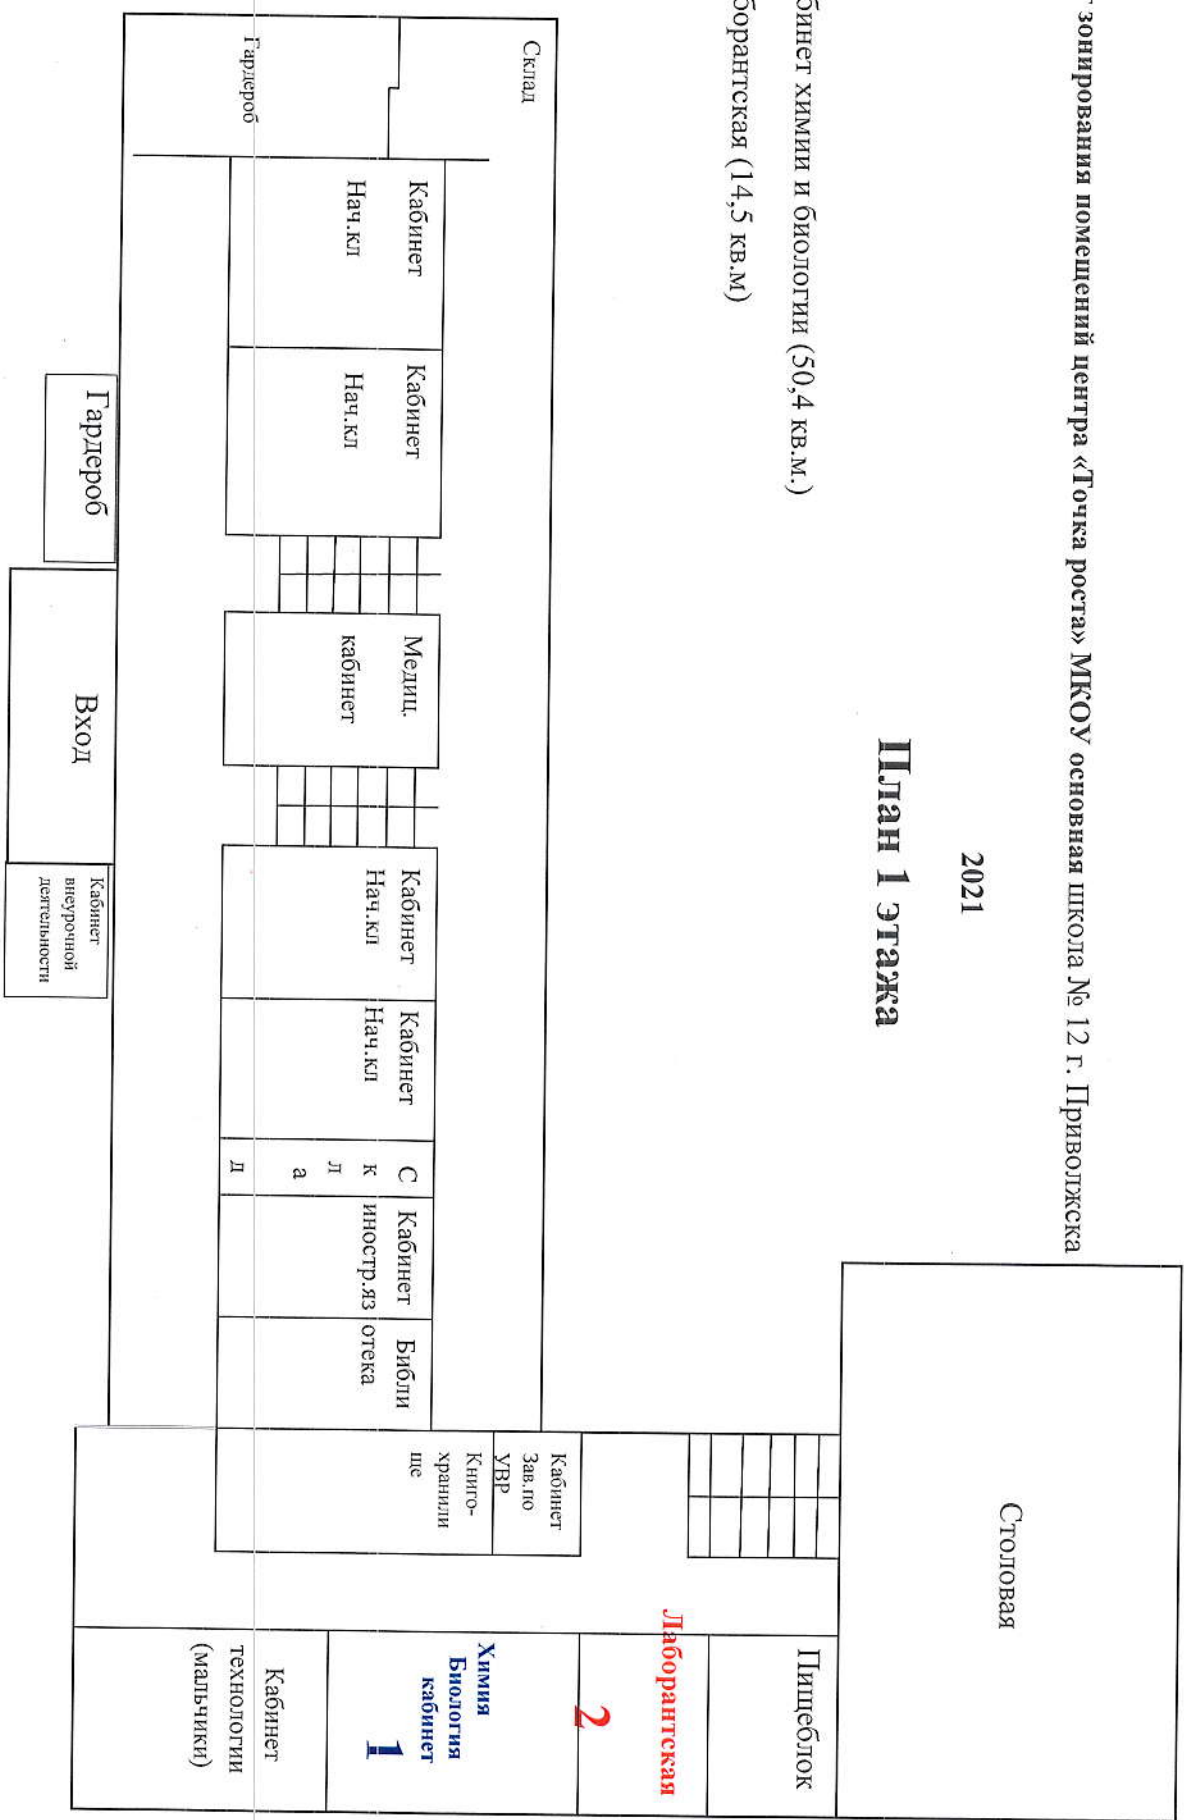 зонирования помещений центра «Точка роста» МКОУ основная школа № 12 г. Приволжска
2021
План 1 этажа
бинет химии и биологии (50,4 кв.м.)
борантская (14,5 кв.м)
Столовая
Склад
Гардероб
Кабинет
Нач.кл
Кабинет
Нач.кл
Медиц.
кабинет
Кабинет
Нач.кл
Кабинет
Нач.кл
С
к
л
а
д
Кабинет
иностр.яз
Библи
отека
Кабинет
Зав.по
УВР
Книго-
хранили
ще
Пищеблок
Лаборантская
2
Химия
Биология
кабинет
1
Кабинет
технологии
(мальчики)
Гардероб
Вход
Кабинет
внеурочной
деятельности